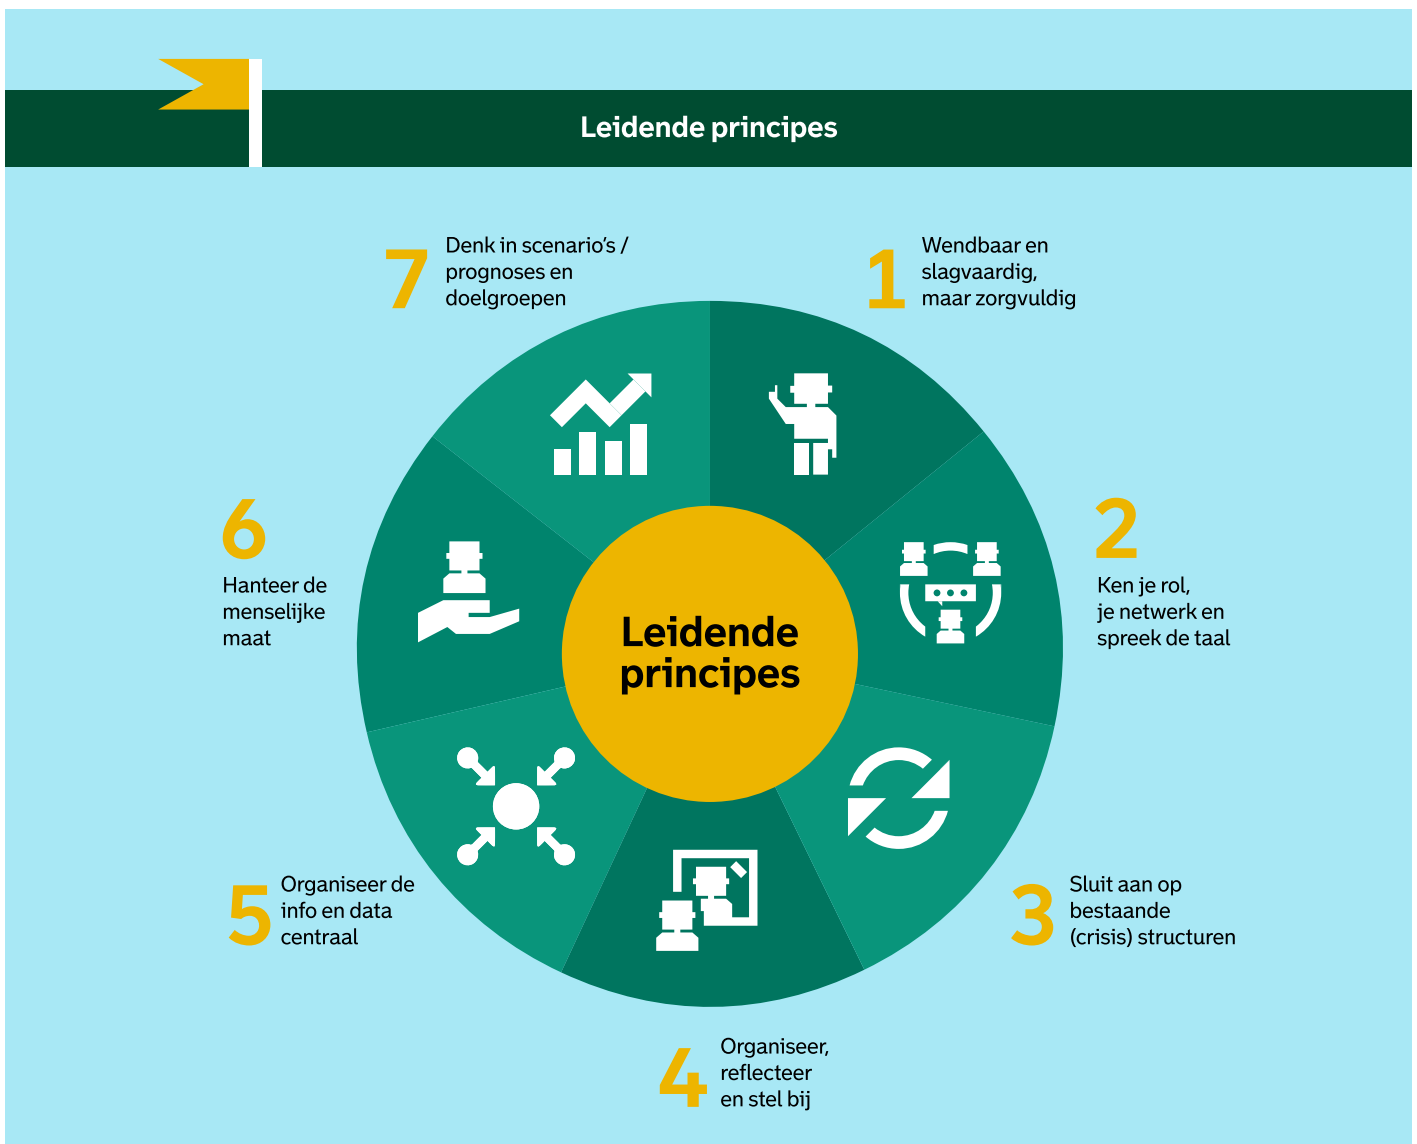 Leidende principes
1
Wendbaar en
slagvaardig,
maar zorgvuldig
2
Ken je rol,
je netwerk en
spreek de taal
3
Sluit aan op
bestaande
(crisis) structuren
4
Organiseer,
reflecteer
en stel bij
5
Organiseer de
info en data
centraal
6
Hanteer de
menselijke
maat
7
Denk in scenario's /
prognoses en
doelgroepen
Leidende
principes